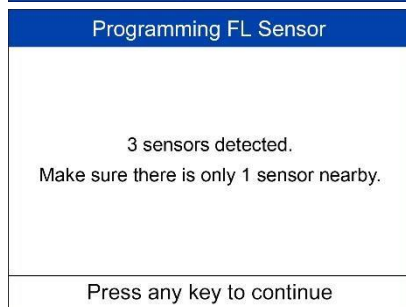 Programming FL Sensor
3 sensors detected.
Make sure there is only 1 sensor nearby.
Press any key to continue